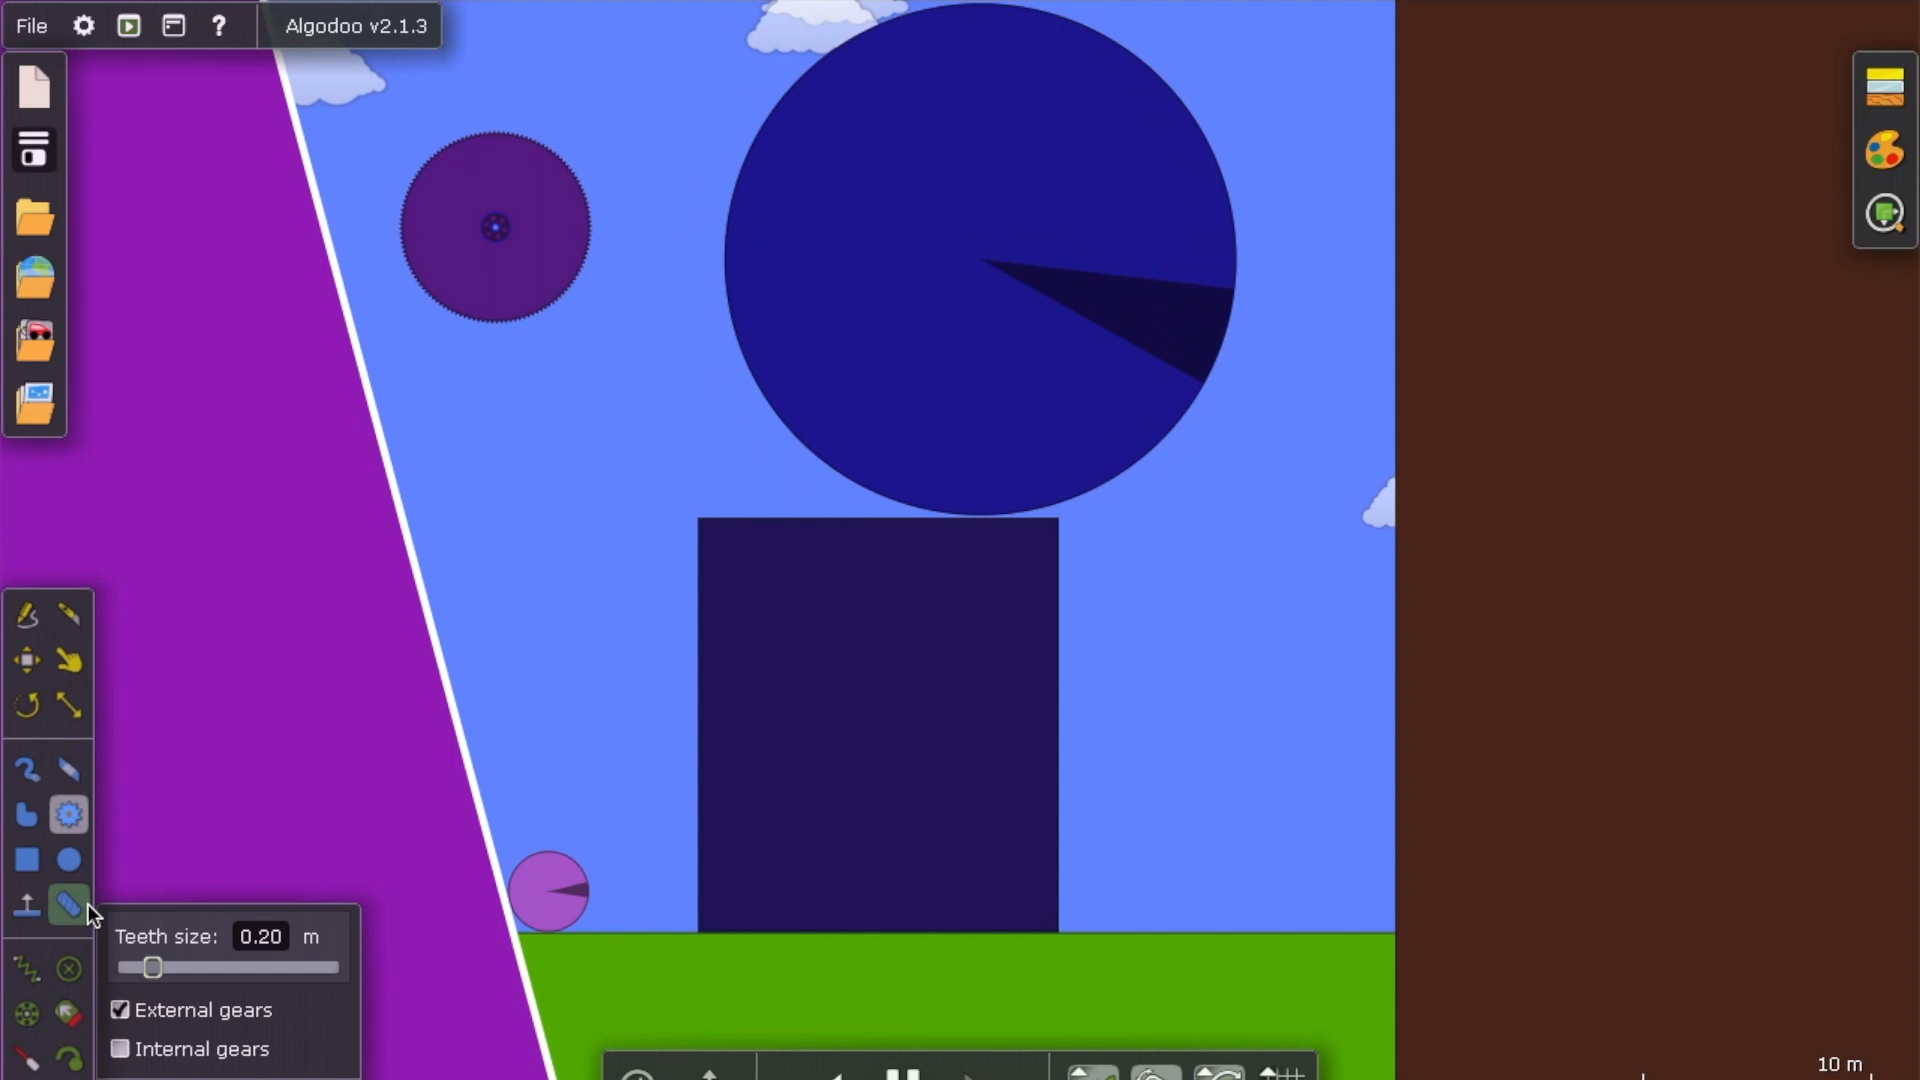 File ? Algodoo v2.1.3
Teeth size: 0.20 m
External gears
Internal gears
10 m